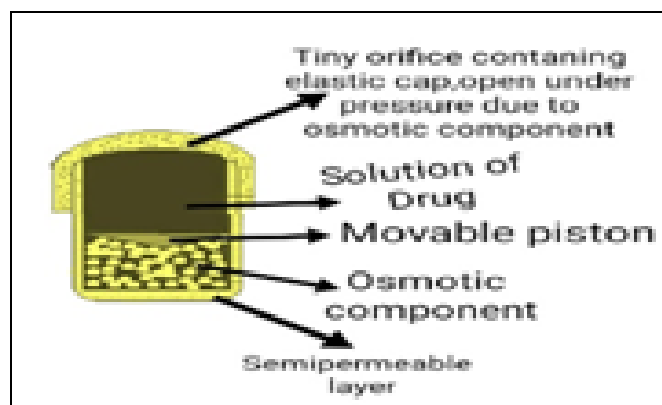 Tiny orifice contaning
elastic cap,open under
pressure due to
osmotic component
Solution of
Drug
Movable piston
Osmotic
component
Semipermeable
layer